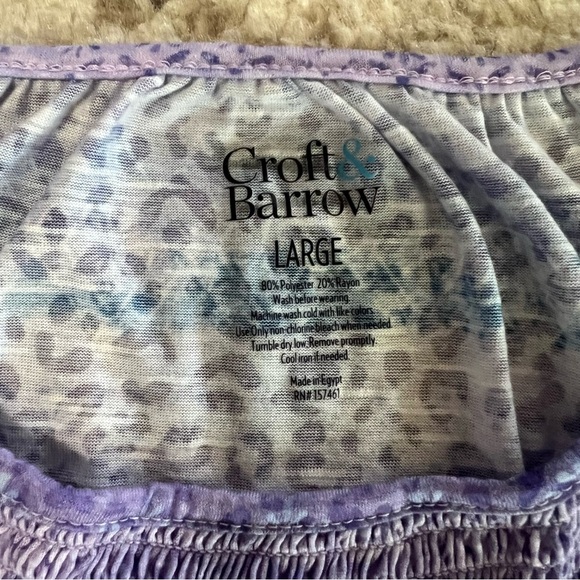 Croft&
Barrow
LARGE
80% Polyester 20% Rayon
Wash before wearing.
Machine wash cold with like colors.
Use Only non-chlorine bleach when needed.
Tumble dry low. Remove promptly.
Cool iron if needed.
Made in Egypt
RN# 157461